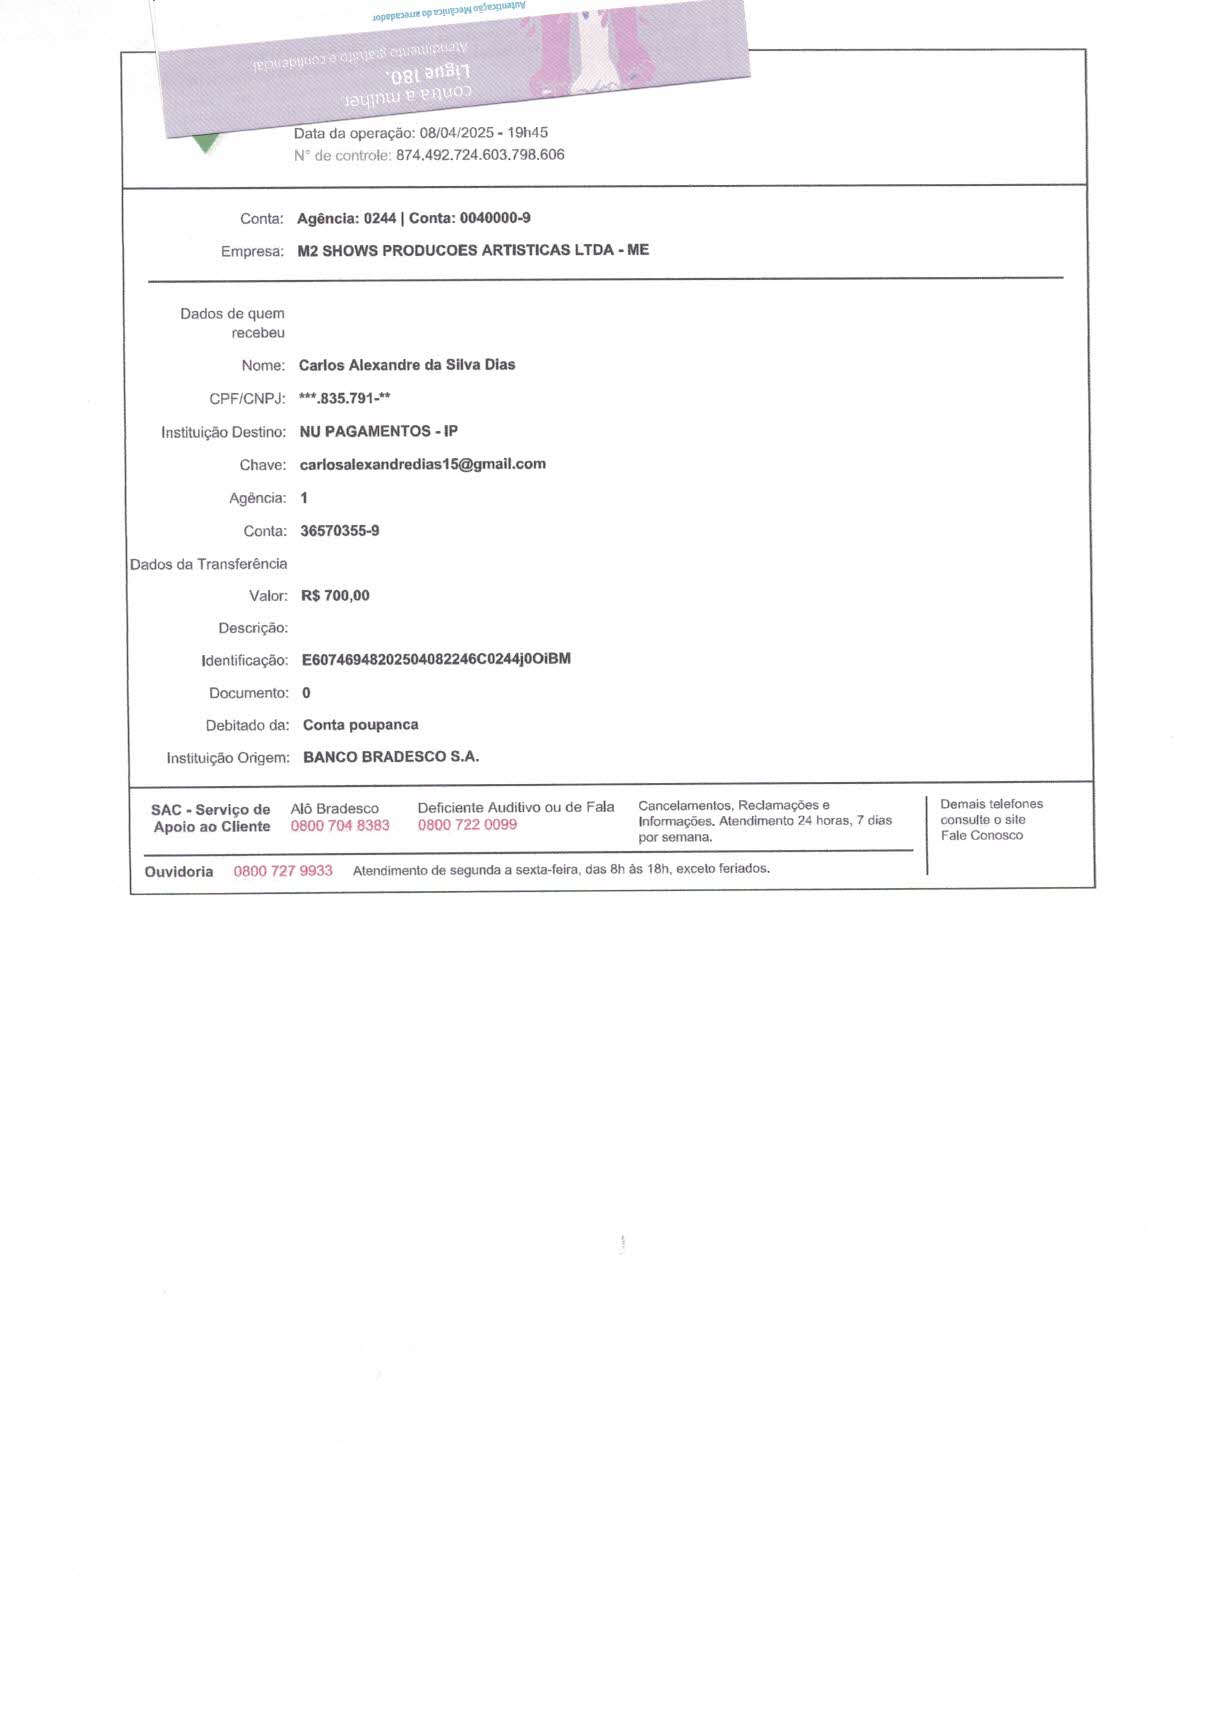 Autenticação Mecânica do arrecadador
Atendimento gratuito e confidencial
Ligue 180.
contra a mulher.
Data da operação: 08/04/2025 - 19h45
N° de controle: 874.492.724.603.798.606
Conta: Agência: 0244 | Conta: 0040000-9
Empresa: M2 SHOWS PRODUCOES ARTISTICAS LTDA - ME
Dados de quem
recebeu
Nome: Carlos Alexandre da Silva Dias
CPF/CNPJ: ***.835.791-**
Instituição Destino: NU PAGAMENTOS - IP
Chave: carlosalexandredias15@gmail.com
Agência: 1
Conta: 36570355-9
Dados da Transferência
Valor: R$ 700,00
Descrição:
Identificação: E60746948202504082246C0244j0OiBM
Documento: 0
Debitado da: Conta poupanca
Instituição Origem: BANCO BRADESCO S.A.
SAC - Serviço de
Apoio ao Cliente
Alô Bradesco
0800 704 8383
Deficiente Auditivo ou de Fala
0800 722 0099
Cancelamentos, Reclamações e
Informações. Atendimento 24 horas, 7 dias
por semana.
Demais telefones
consulte o site
Fale Conosco
Ouvidoria 0800 727 9933 Atendimento de segunda a sexta-feira, das 8h às 18h, exceto feriados.